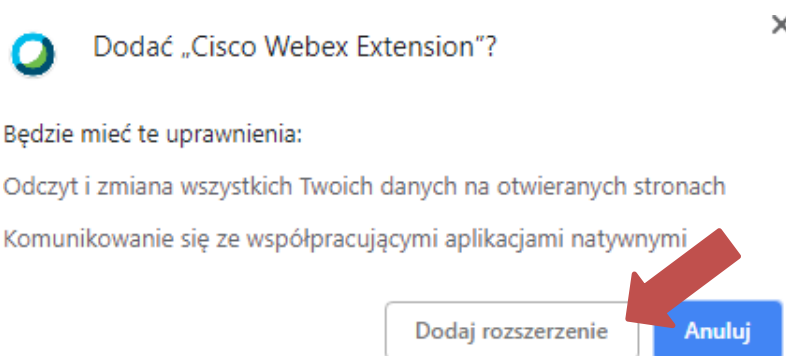 Dodać „Cisco Webex Extension”?
Będzie mieć te uprawnienia:
Odczyt i zmiana wszystkich Twoich danych na otwieranych stronach
Komunikowanie się ze współpracującymi aplikacjami natywnymi
Dodaj rozszerzenie
Anuluj